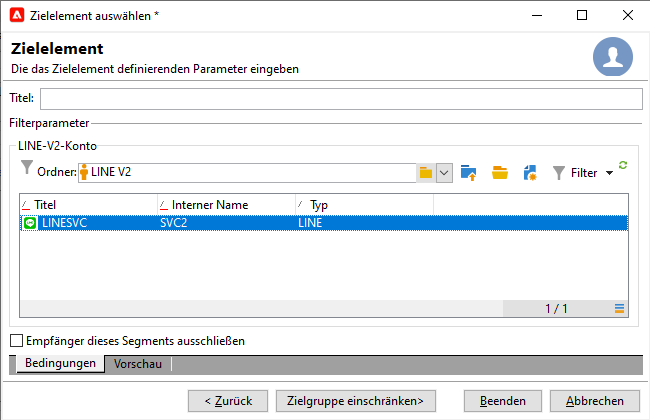 Zielelement auswählen *
Zielelement
Die das Zielelement definierenden Parameter eingeben
Titel:
Filterparameter
LINE-V2-Konto
Ordner: LINE V2 Filter
Titel Interner Name Typ
LINESVC SVC2 LINE
1 / 1
Empfänger dieses Segments ausschließen
Bedingungen Vorschau
< Zurück Zielgruppe einschränken> Beenden Abbrechen